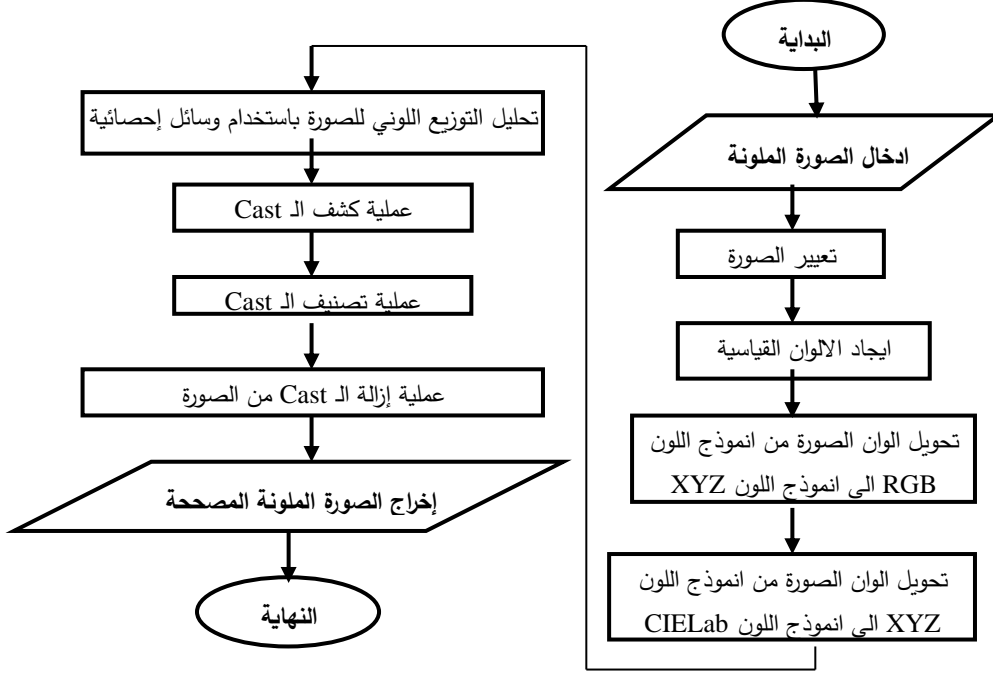 البداية
ادخال الصورة الملونة
تعيير الصورة
ايجاد الالوان القياسية
تحويل الوان الصورة من انموذج اللون
RGB الى انموذج اللون XYZ
تحويل الوان الصورة من انموذج اللون
XYZ الى انموذج اللون CIELab
تحليل التوزيع اللوني للصورة باستخدام وسائل إحصائية
عملية كشف الـ Cast
عملية تصنيف الـ Cast
عملية إزالة الـ Cast من الصورة
إخراج الصورة الملونة المصححة
النهاية